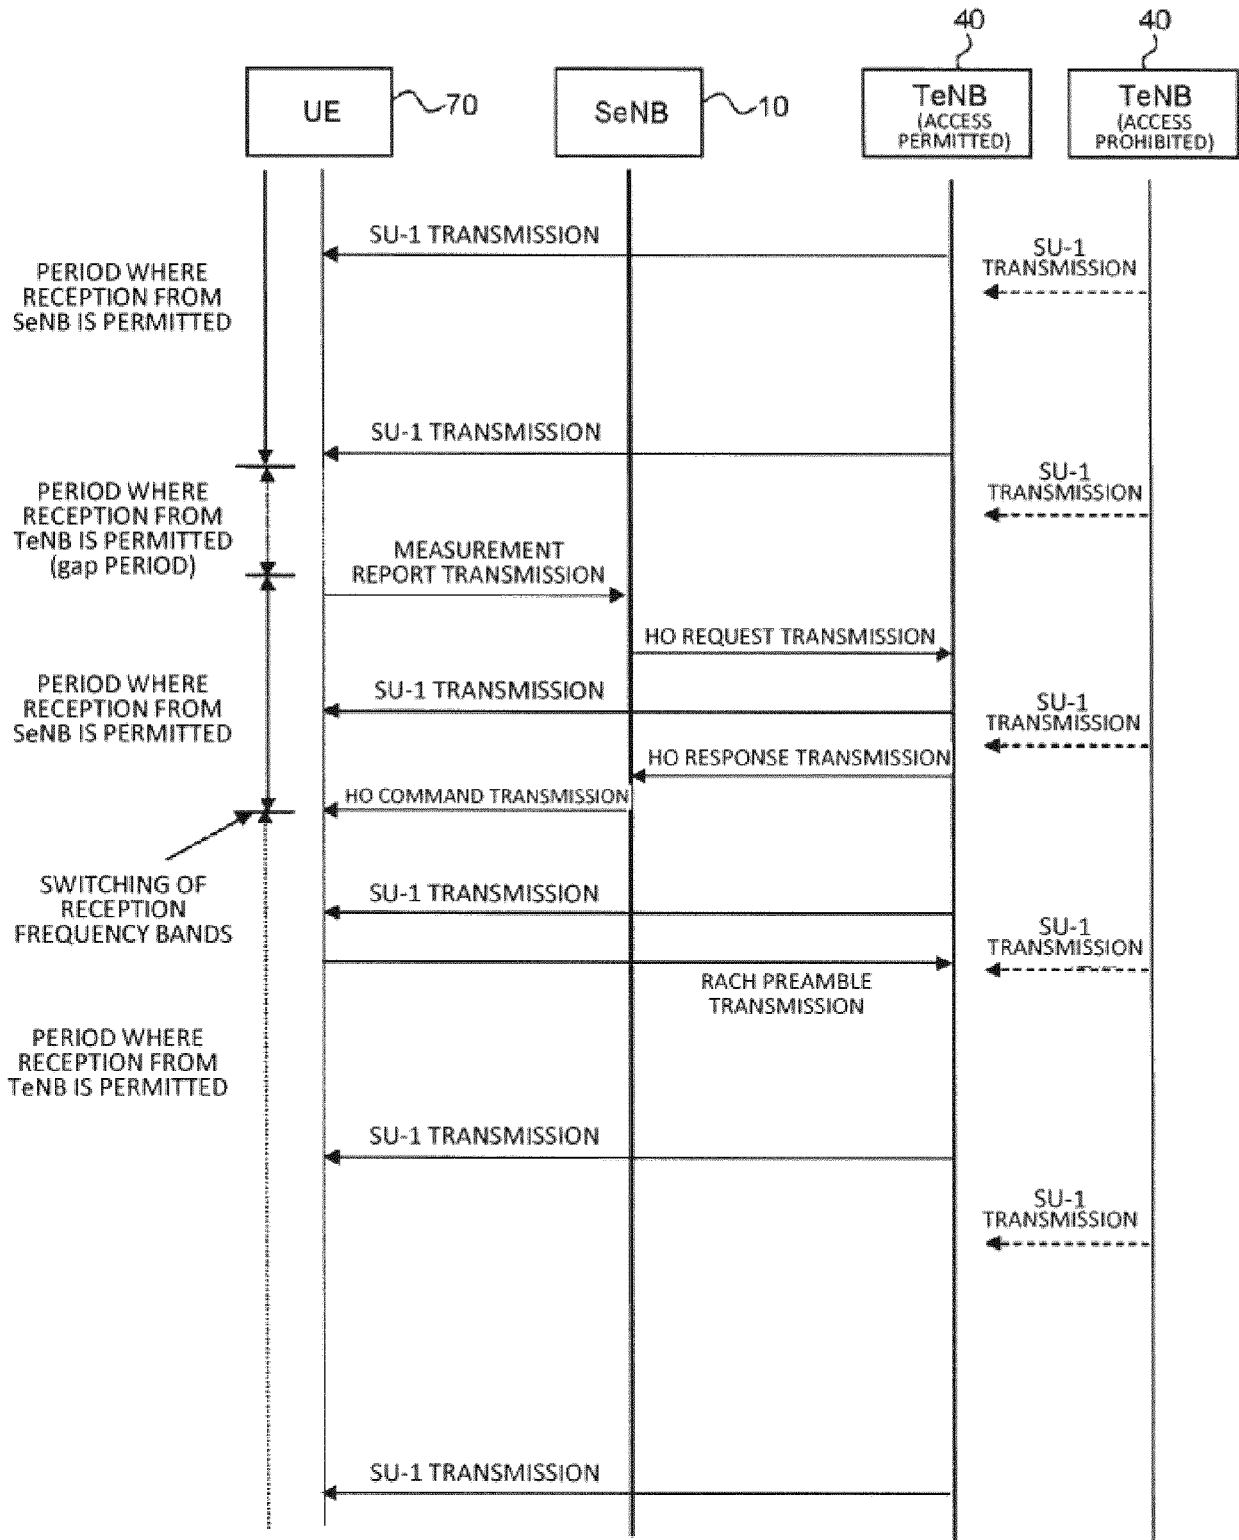 40
40
UE
70
SeNB
10
TeNB
(ACCESS
PERMITTED)
TeNB
(ACCESS
PROHIBITED)
SU-1 TRANSMISSION
SU-1
TRANSMISSION
PERIOD WHERE
RECEPTION FROM
SeNB IS PERMITTED
SU-1 TRANSMISSION
SU-1
TRANSMISSION
PERIOD WHERE
RECEPTION FROM
TeNB IS PERMITTED
(gap PERIOD)
MEASUREMENT
REPORT TRANSMISSION
HO REQUEST TRANSMISSION
PERIOD WHERE
RECEPTION FROM
SeNB IS PERMITTED
SU-1 TRANSMISSION
SU-1
TRANSMISSION
HO RESPONSE TRANSMISSION
HO COMMAND TRANSMISSION
SWITCHING OF
RECEPTION
FREQUENCY BANDS
SU-1 TRANSMISSION
SU-1
TRANSMISSION
RACH PREAMBLE
TRANSMISSION
PERIOD WHERE
RECEPTION FROM
TeNB IS PERMITTED
SU-1 TRANSMISSION
SU-1
TRANSMISSION
SU-1 TRANSMISSION